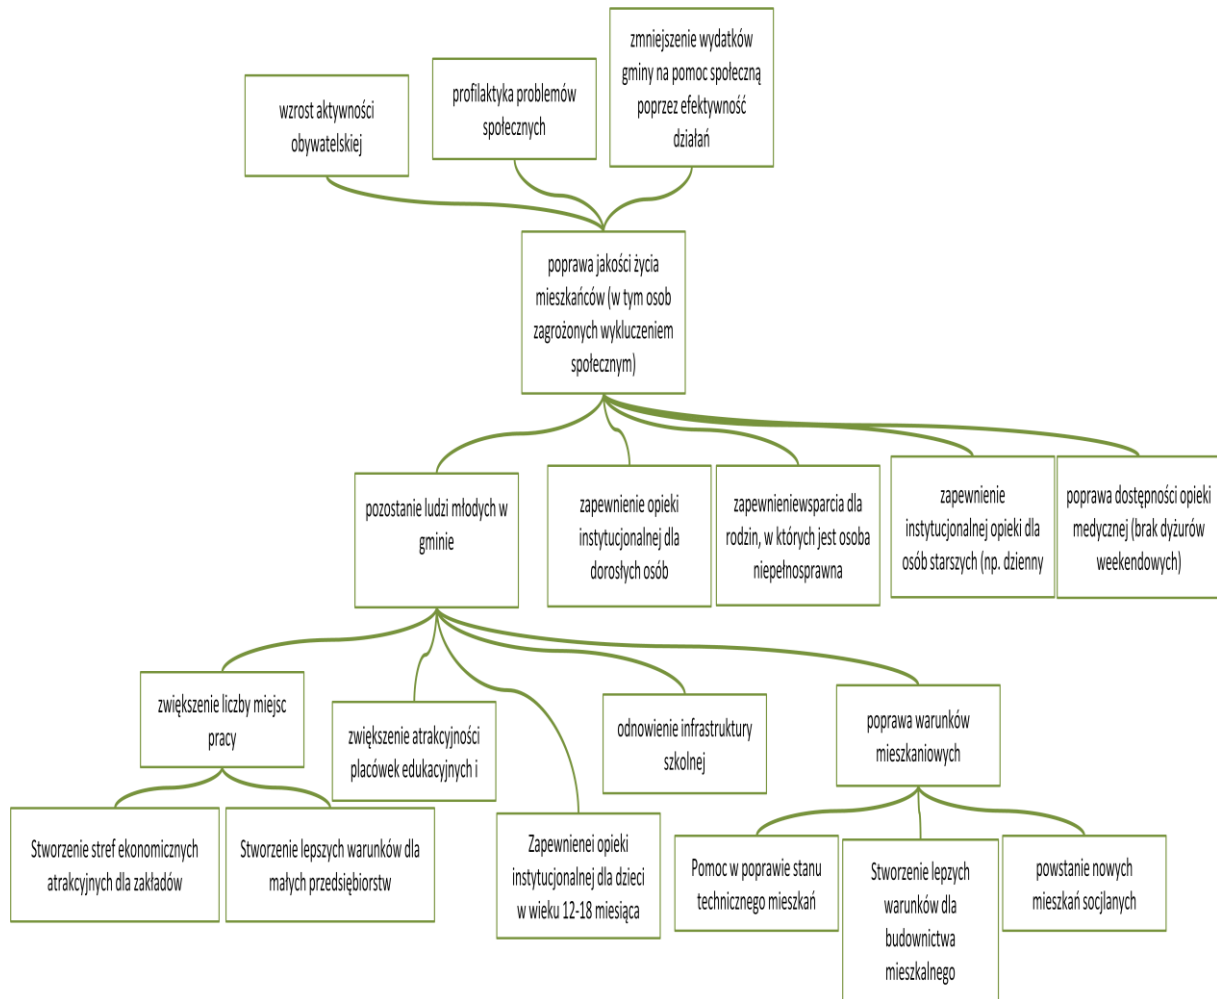 zmniejszenie wydatków
gminy na pomoc społeczną
poprzez efektywność
działań
profilaktyka problemów
społecznych
wzrost aktywności
obywatelskiej
poprawa jakości życia
mieszkańców (w tym osob
zagrożonych wykluczeniem
społecznym)
pozostanie ludzi młodych w
gminie
zapewnienie opieki
instytucjonalnej dla
dorosłych osób
zapewnieniewsparcia dla
rodzin, w których jest osoba
niepełnosprawna
zapewnienie
instytucjonalnej opieki dla
osób starszych (np. dzienny
poprawa dostępności opieki
medycznej (brak dyżurów
weekendowych)
zwiększenie liczby miejsc
pracy
zwiększenie atrakcyjności
placówek edukacyjnych i
odnowienie infrastruktury
szkolnej
poprawa warunków
mieszkaniowych
Stworzenie stref ekonomicznych
atrakcyjnych dla zakładów
Stworzenie lepszych warunków dla
małych przedsiębiorstw
Zapewnienei opieki
instytucjonalnej dla dzieci
w wieku 12-18 miesiąca
Pomoc w poprawie stanu
technicznego mieszkań
Stworzenie lepzych
warunków dla
budownictwa
mieszkalnego
powstanie nowych
mieszkań socjlanych